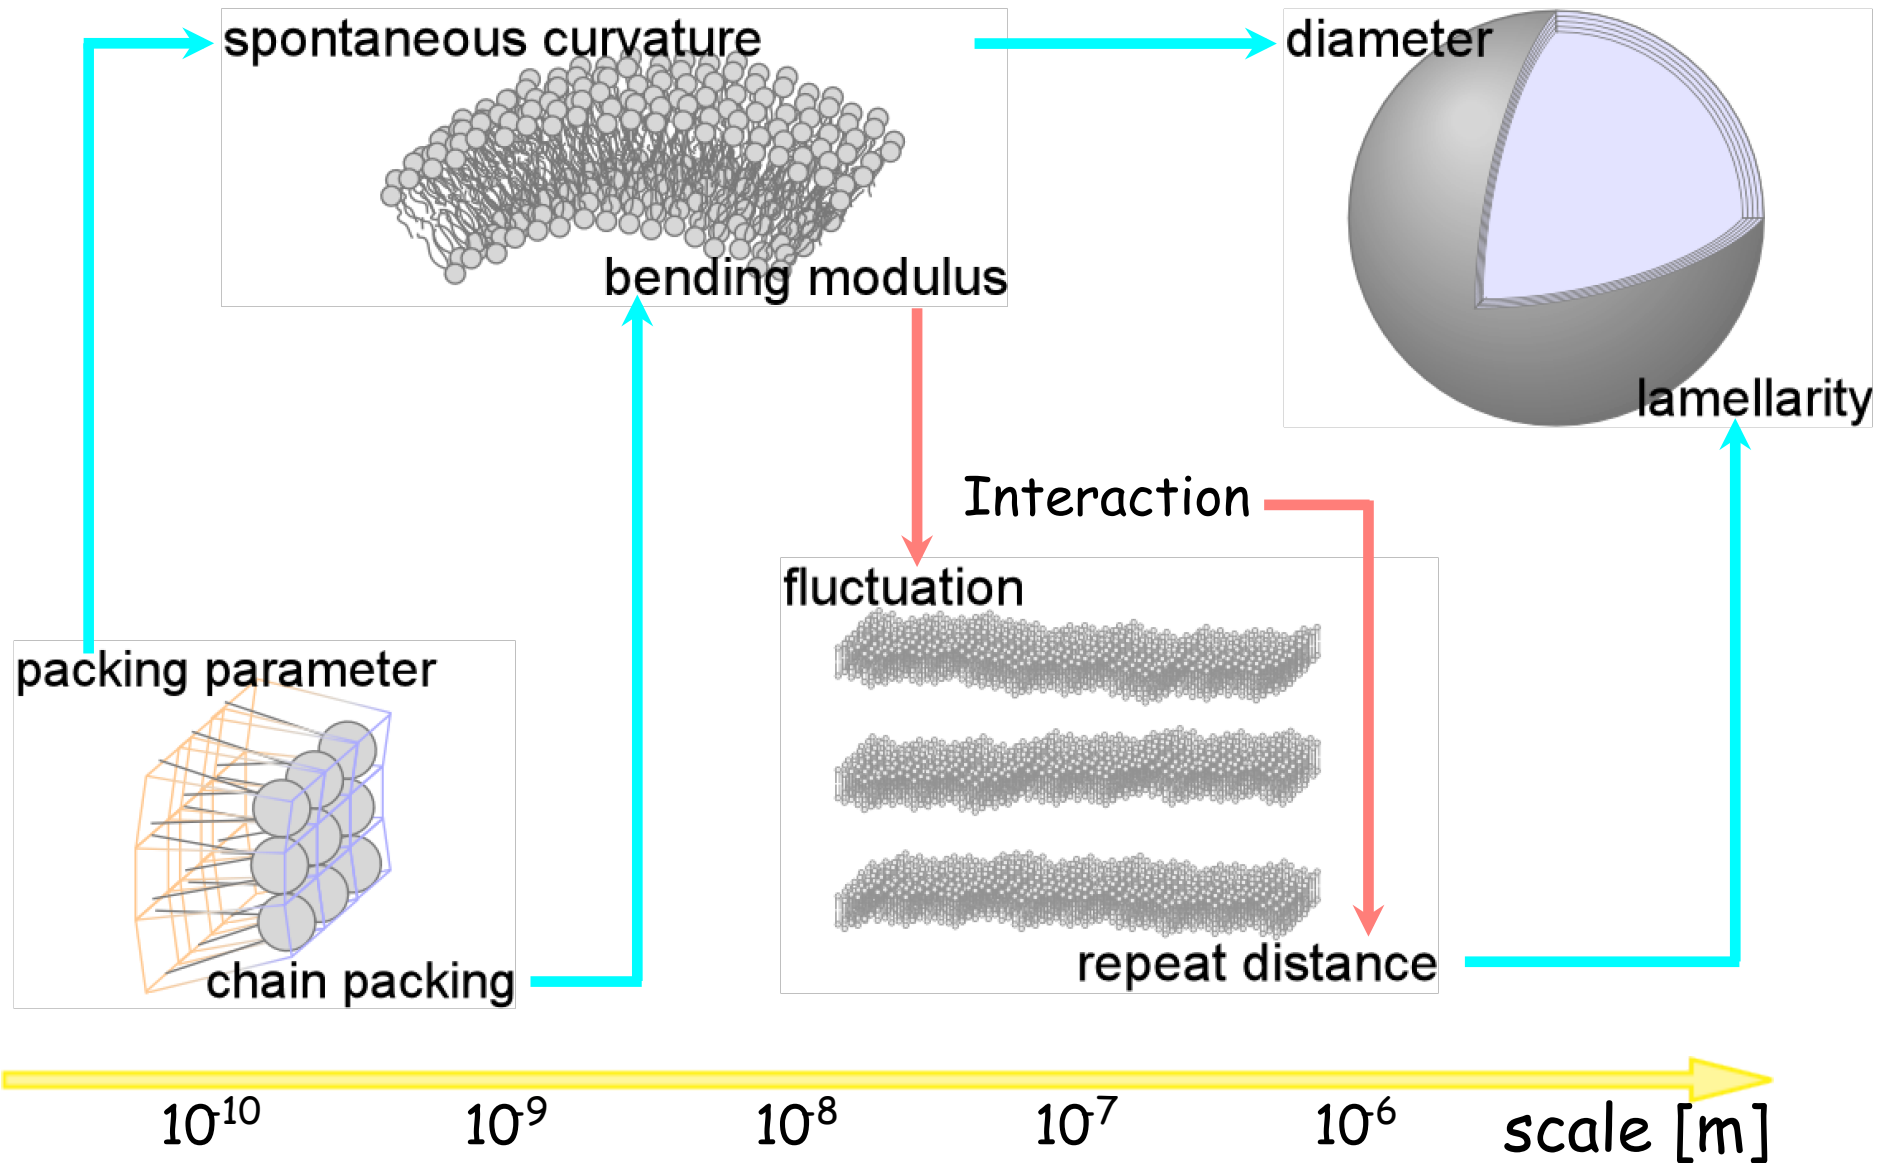 spontaneous curvature
diameter
bending modulus
lamellarity
Interaction
fluctuation
packing parameter
repeat distance
chain packing
10⁻¹⁰ 10⁻⁹ 10⁻⁸ 10⁻⁷ 10⁻⁶ scale [m]